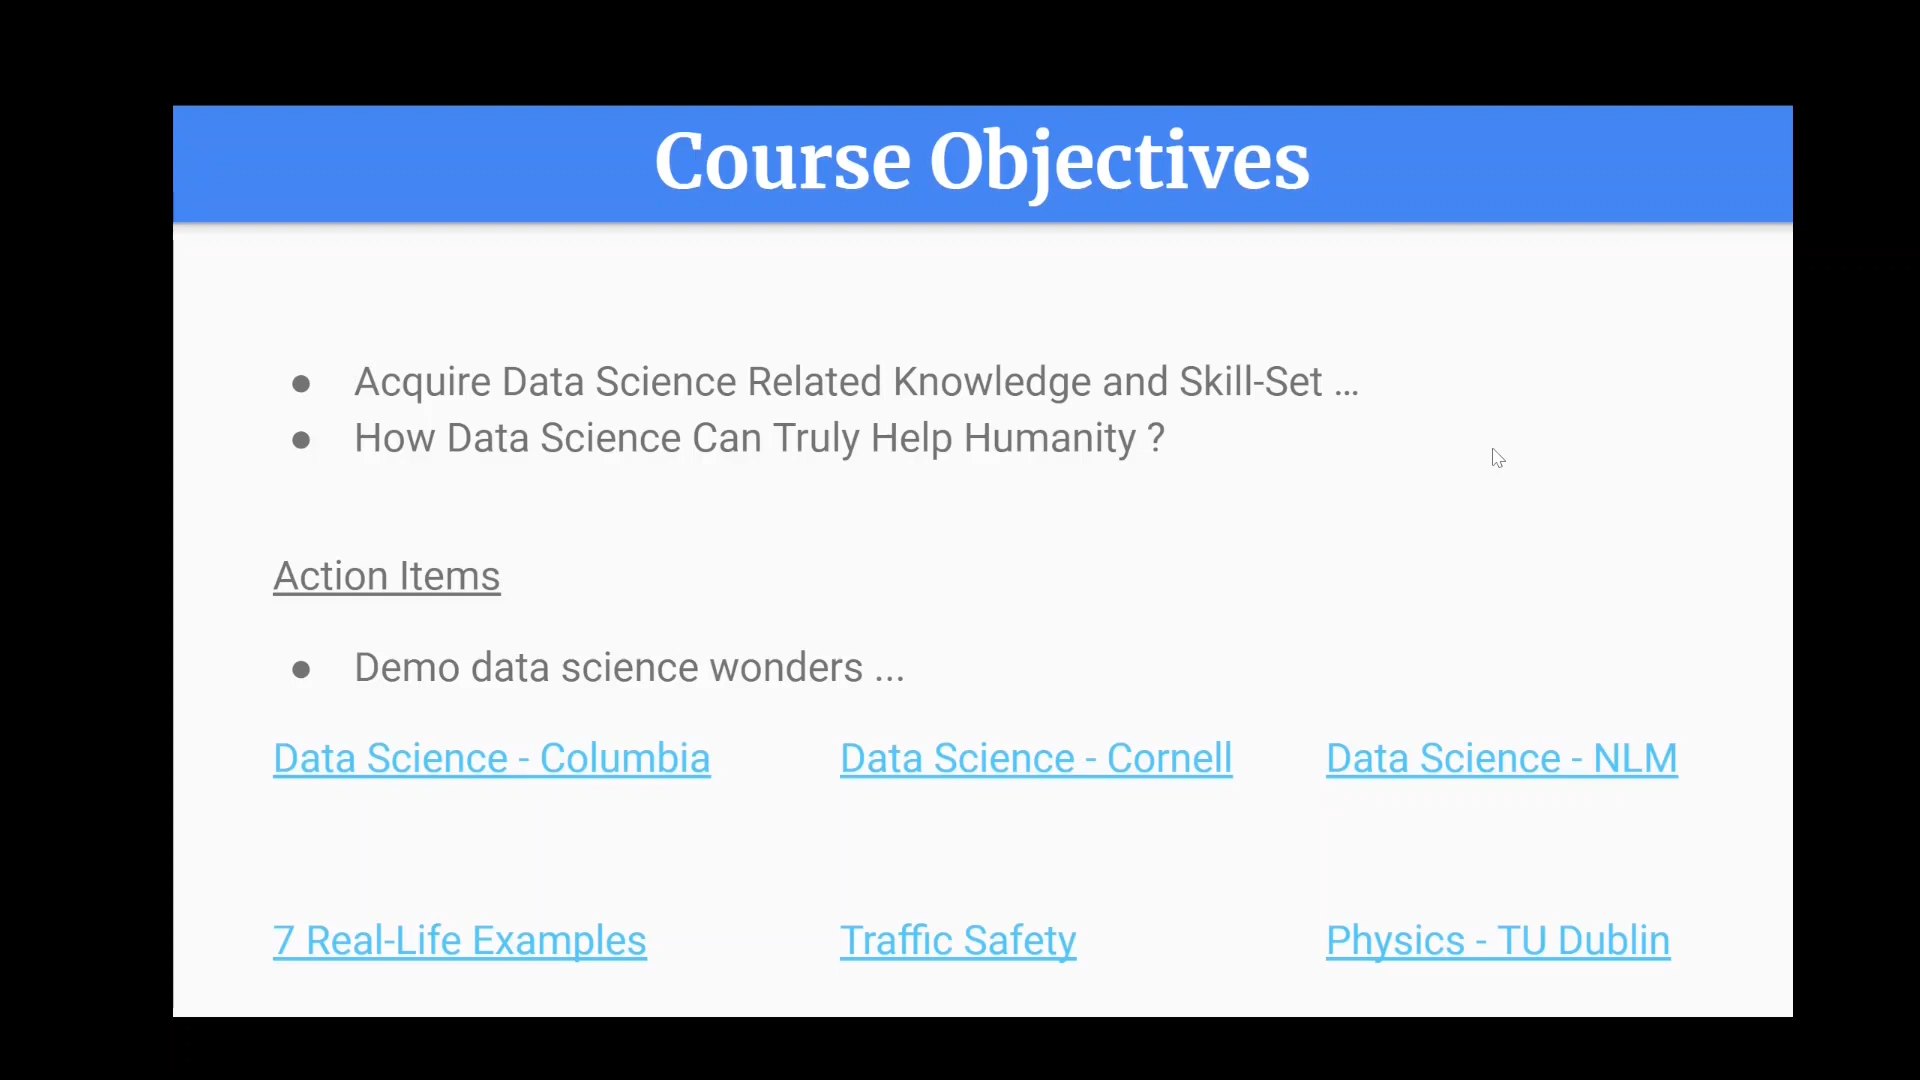 Course Objectives
● Acquire Data Science Related Knowledge and Skill-Set ...
● How Data Science Can Truly Help Humanity ?
Action Items
● Demo data science wonders ...
Data Science - Columbia Data Science - Cornell Data Science - NLM
7 Real-Life Examples Traffic Safety Physics - TU Dublin